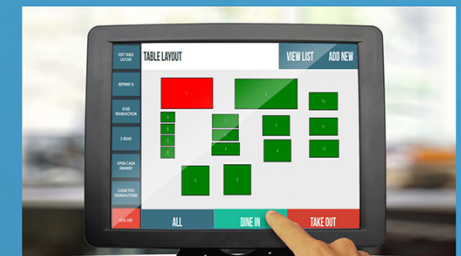 EDIT TABLE
LAYOUT
TABLE LAYOUT
VIEW LIST
ADD NEW
REPRINT
VOID
TRANSACTION
OPEN CASH
DRAWER
CLEAR POS
TRANSACTIONS
LOG OUT
ALL
DINE IN
TAKE OUT